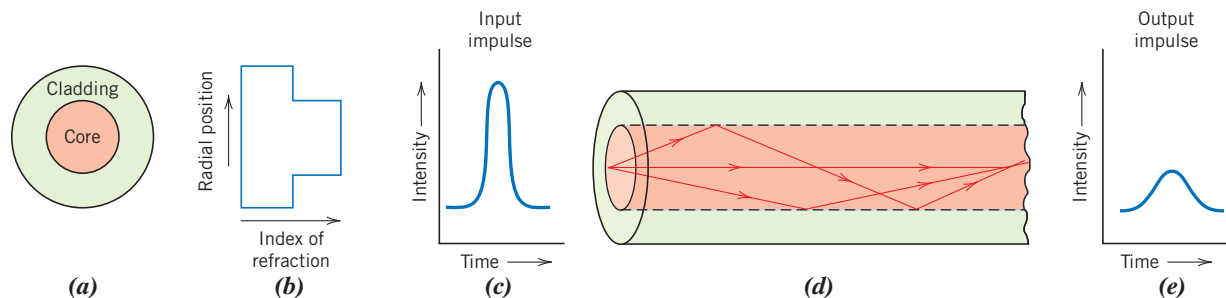 Cladding
Core
(a)
Radial position
Index of
refraction
(b)
Input
impulse
Intensity
Time
(c)
(d)
Output
impulse
Intensity
Time
(e)